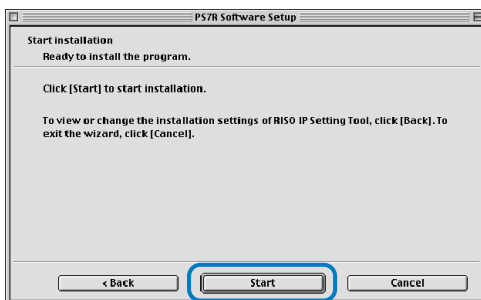 PS7R Software Setup
Start installation
Ready to install the program.
Click [Start] to start installation.
To view or change the installation settings of RISO IP Setting Tool, click [Back]. To
exit the wizard, click [Cancel].
< Back
Start
Cancel